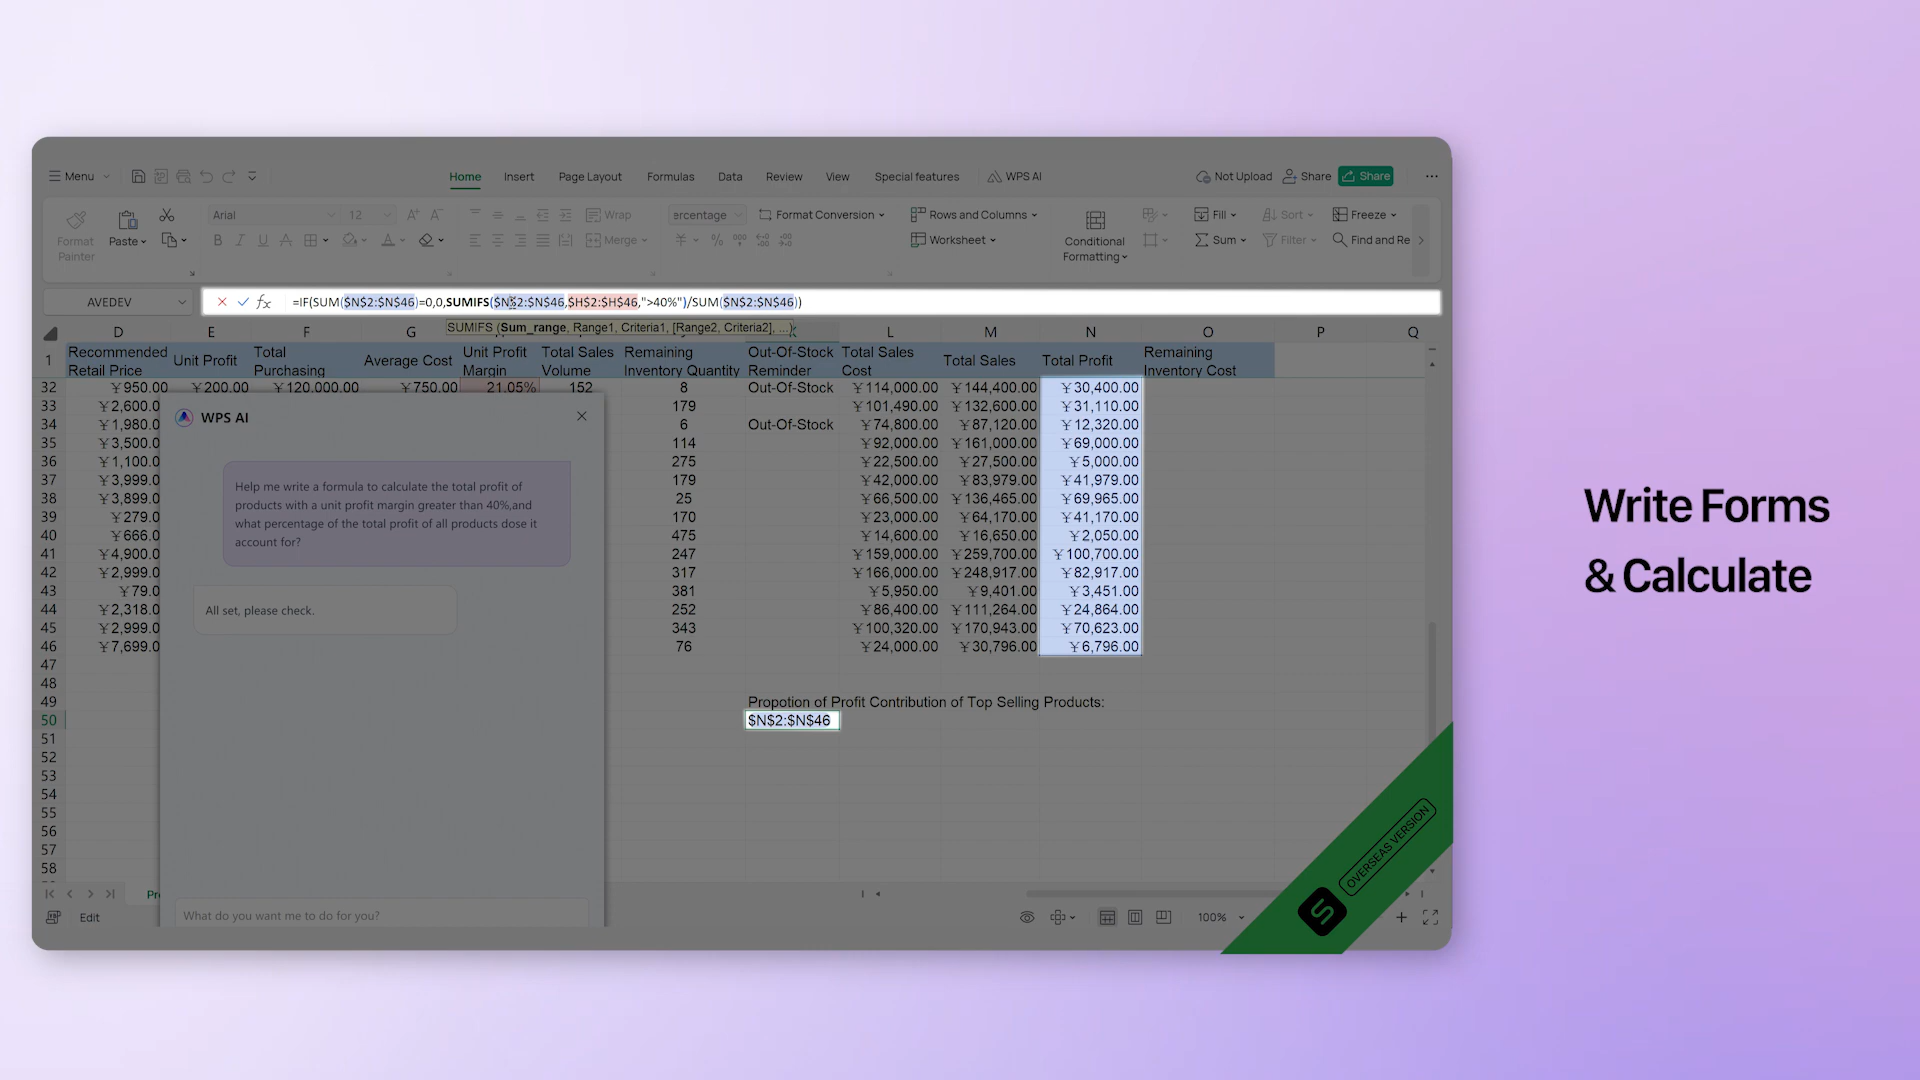 Menu
Home Insert Page Layout Formulas Data Review View Special features WPS AI
Not Upload Share Share
Format Painter
Paste
Arial 12
Wrap
Merge
ercentage
Format Conversion
Rows and Columns
Worksheet
Conditional Formatting
Fill
Sum
Sort
Filter
Freeze
Find and Re
AVEDEV
=IF(SUM($N$2:$N$46)=0,0,SUMIFS($N$2:$N$46,$H$2:$H$46,">40%")/SUM($N$2:$N$46))
SUMIFS (Sum_range, Range1, Criteria1, [Range2, Criteria2], ...)
D E F G L M N O P Q
1 Recommended Retail Price Unit Profit Total Purchasing Average Cost Unit Profit Margin Total Sales Volume Remaining Inventory Quantity Out-Of-Stock Reminder Total Sales Cost Total Sales Total Profit Remaining Inventory Cost
32 ¥950.00 ¥200.00 ¥120,000.00 ¥750.00 21.05% 152 8 Out-Of-Stock ¥114,000.00 ¥144,400.00 ¥30,400.00
33 ¥2,600.0 179 ¥101,490.00 ¥132,600.00 ¥31,110.00
34 ¥1,980.0 6 Out-Of-Stock ¥74,800.00 ¥87,120.00 ¥12,320.00
35 ¥3,500.0 114 ¥92,000.00 ¥161,000.00 ¥69,000.00
36 ¥1,100.0 275 ¥22,500.00 ¥27,500.00 ¥5,000.00
37 ¥3,999.0 179 ¥42,000.00 ¥83,979.00 ¥41,979.00
38 ¥3,899.0 25 ¥66,500.00 ¥136,465.00 ¥69,965.00
39 ¥279.0 170 ¥23,000.00 ¥64,170.00 ¥41,170.00
40 ¥666.0 475 ¥14,600.00 ¥16,650.00 ¥2,050.00
41 ¥4,900.0 247 ¥159,000.00 ¥259,700.00 ¥100,700.00
42 ¥2,999.0 317 ¥166,000.00 ¥248,917.00 ¥82,917.00
43 ¥79.0 381 ¥5,950.00 ¥9,401.00 ¥3,451.00
44 ¥2,318.0 252 ¥86,400.00 ¥111,264.00 ¥24,864.00
45 ¥2,999.0 343 ¥100,320.00 ¥170,943.00 ¥70,623.00
46 ¥7,699.0 76 ¥24,000.00 ¥30,796.00 ¥6,796.00
47
48
49 Propotion of Profit Contribution of Top Selling Products:
50 $N$2:$N$46
51
52
53
54
55
56
57
58
WPS AI
Help me write a formula to calculate the total profit of
products with a unit profit margin greater than 40%,and
what percentage of the total profit of all products dose it
account for?
All set, please check.
What do you want me to do for you?
Pr
Edit
100%
OVERSEAS VERSION
Write Forms
& Calculate